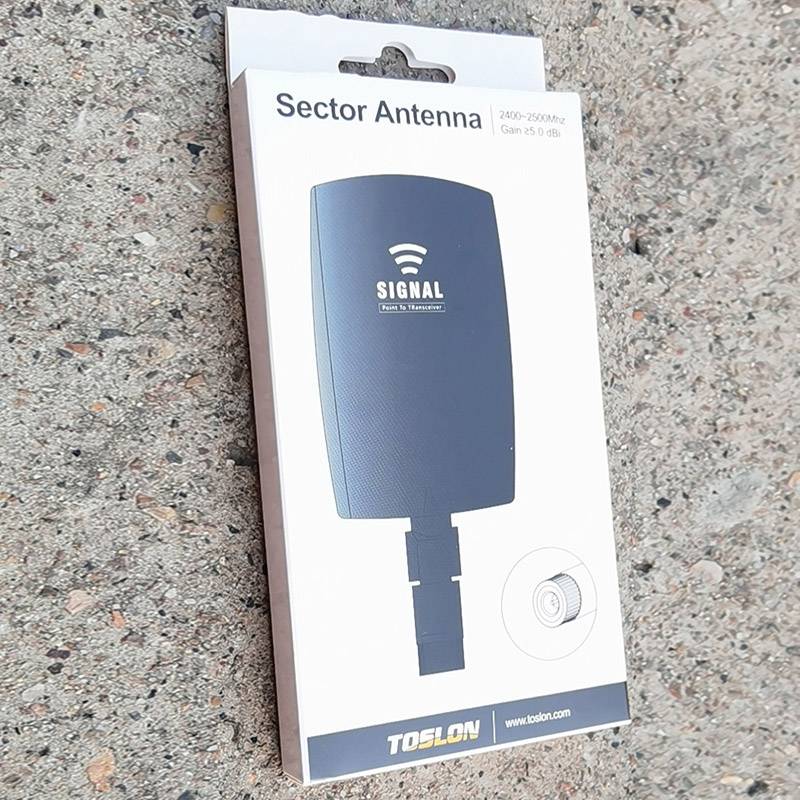 Sector Antenna
2400~2500Mhz
Gain ≥5.0 dBi
SIGNAL
Point To TRansceiver
TOSLON
www.toslon.com